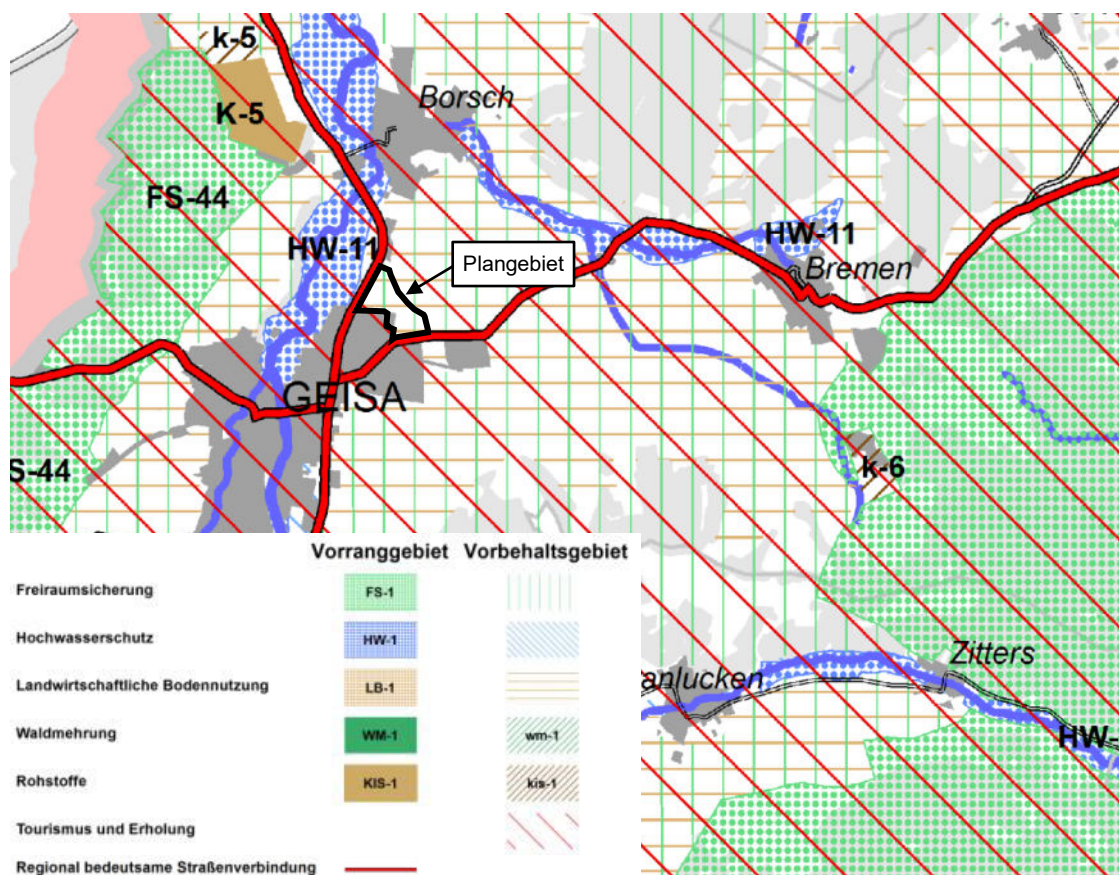 k-5
Borsch
K-5
FS-44
HW-11
HW-11
Plangebiet
Bremen
GEISA
S-44
k-6
Vorranggebiet Vorbehaltsgebiet
Freiraumsicherung FS-1
Hochwasserschutz HW-1
Landwirtschaftliche Bodennutzung LB-1
Waldmehrung WM-1 wm-1
Rohstoffe KIS-1 kis-1
Tourismus und Erholung
Regional bedeutsame Straßenverbindung
Zitters
anlucken
HW-